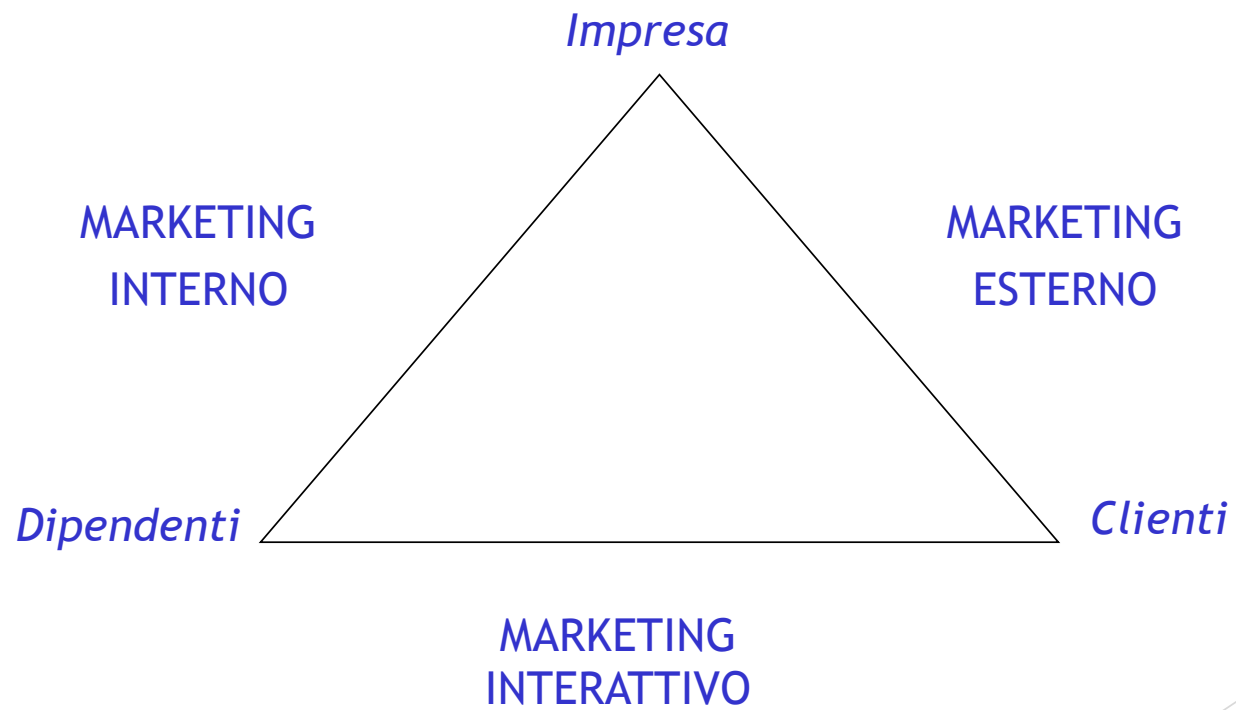 Impresa
MARKETING
INTERNO
MARKETING
ESTERNO
Dipendenti
Clienti
MARKETING
INTERATTIVO